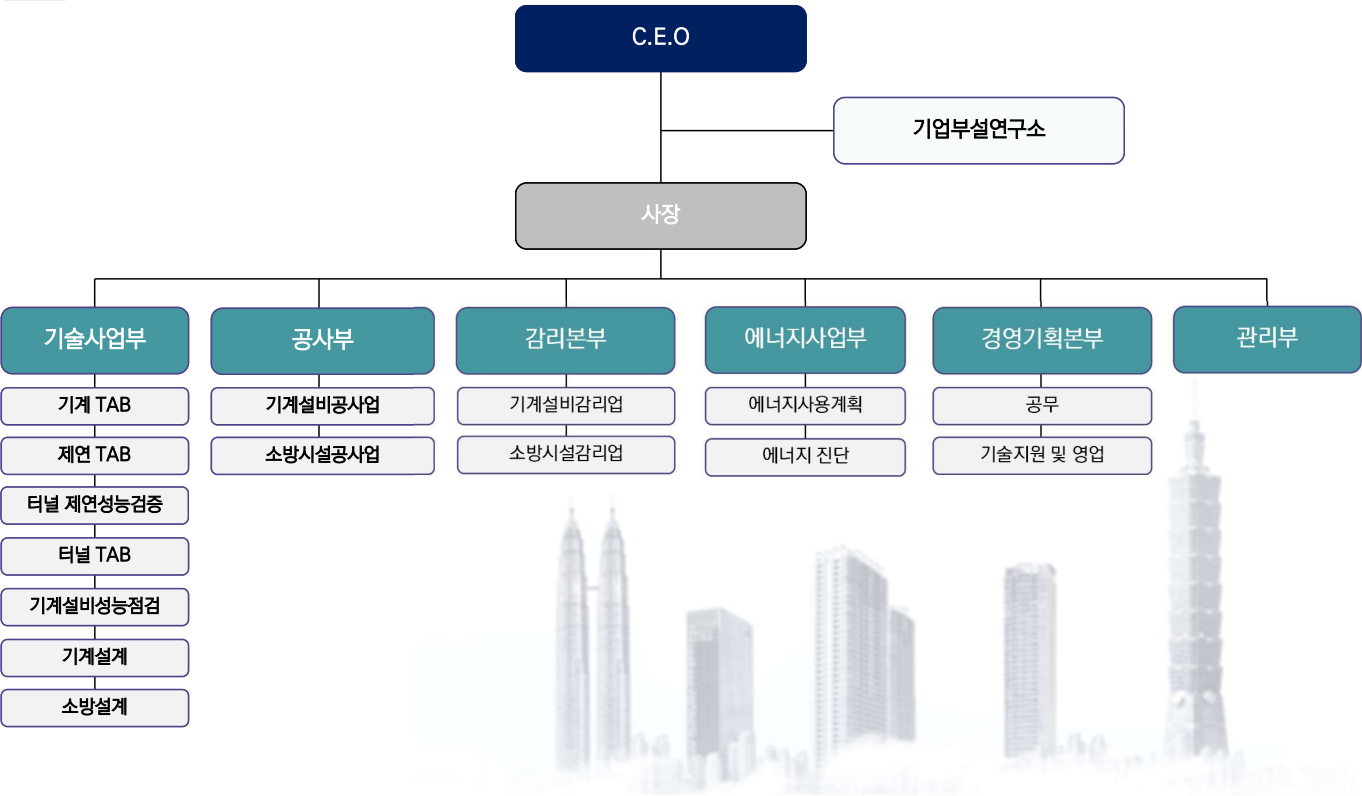 C.E.O
기업부설연구소
사장
기술사업부
공사부
감리본부
에너지사업부
경영기획본부
관리부
기계 TAB
기계설비공사업
기계설비감리업
에너지사용계획
공무
제연 TAB
소방시설공사업
소방시설감리업
에너지 진단
기술지원 및 영업
터널 제연성능검증
터널 TAB
기계설비성능점검
기계설계
소방설계